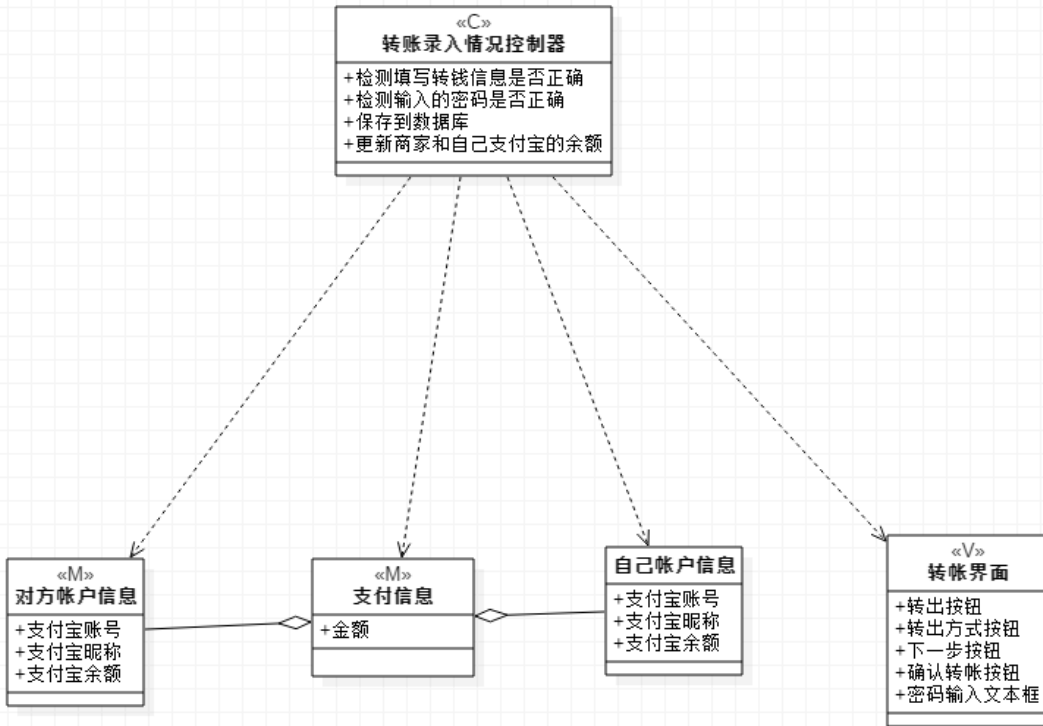 «C»
转账录入情况控制器
+检测填写转钱信息是否正确
+检测输入的密码是否正确
+保存到数据库
+更新商家和自己支付宝的余额
«M»
对方帐户信息
+支付宝账号
+支付宝昵称
+支付宝余额
«M»
支付信息
+金额
自己帐户信息
+支付宝账号
+支付宝昵称
+支付宝余额
«V»
转帐界面
+转出按钮
+转出方式按钮
+下一步按钮
+确认转帐按钮
+密码输入文本框